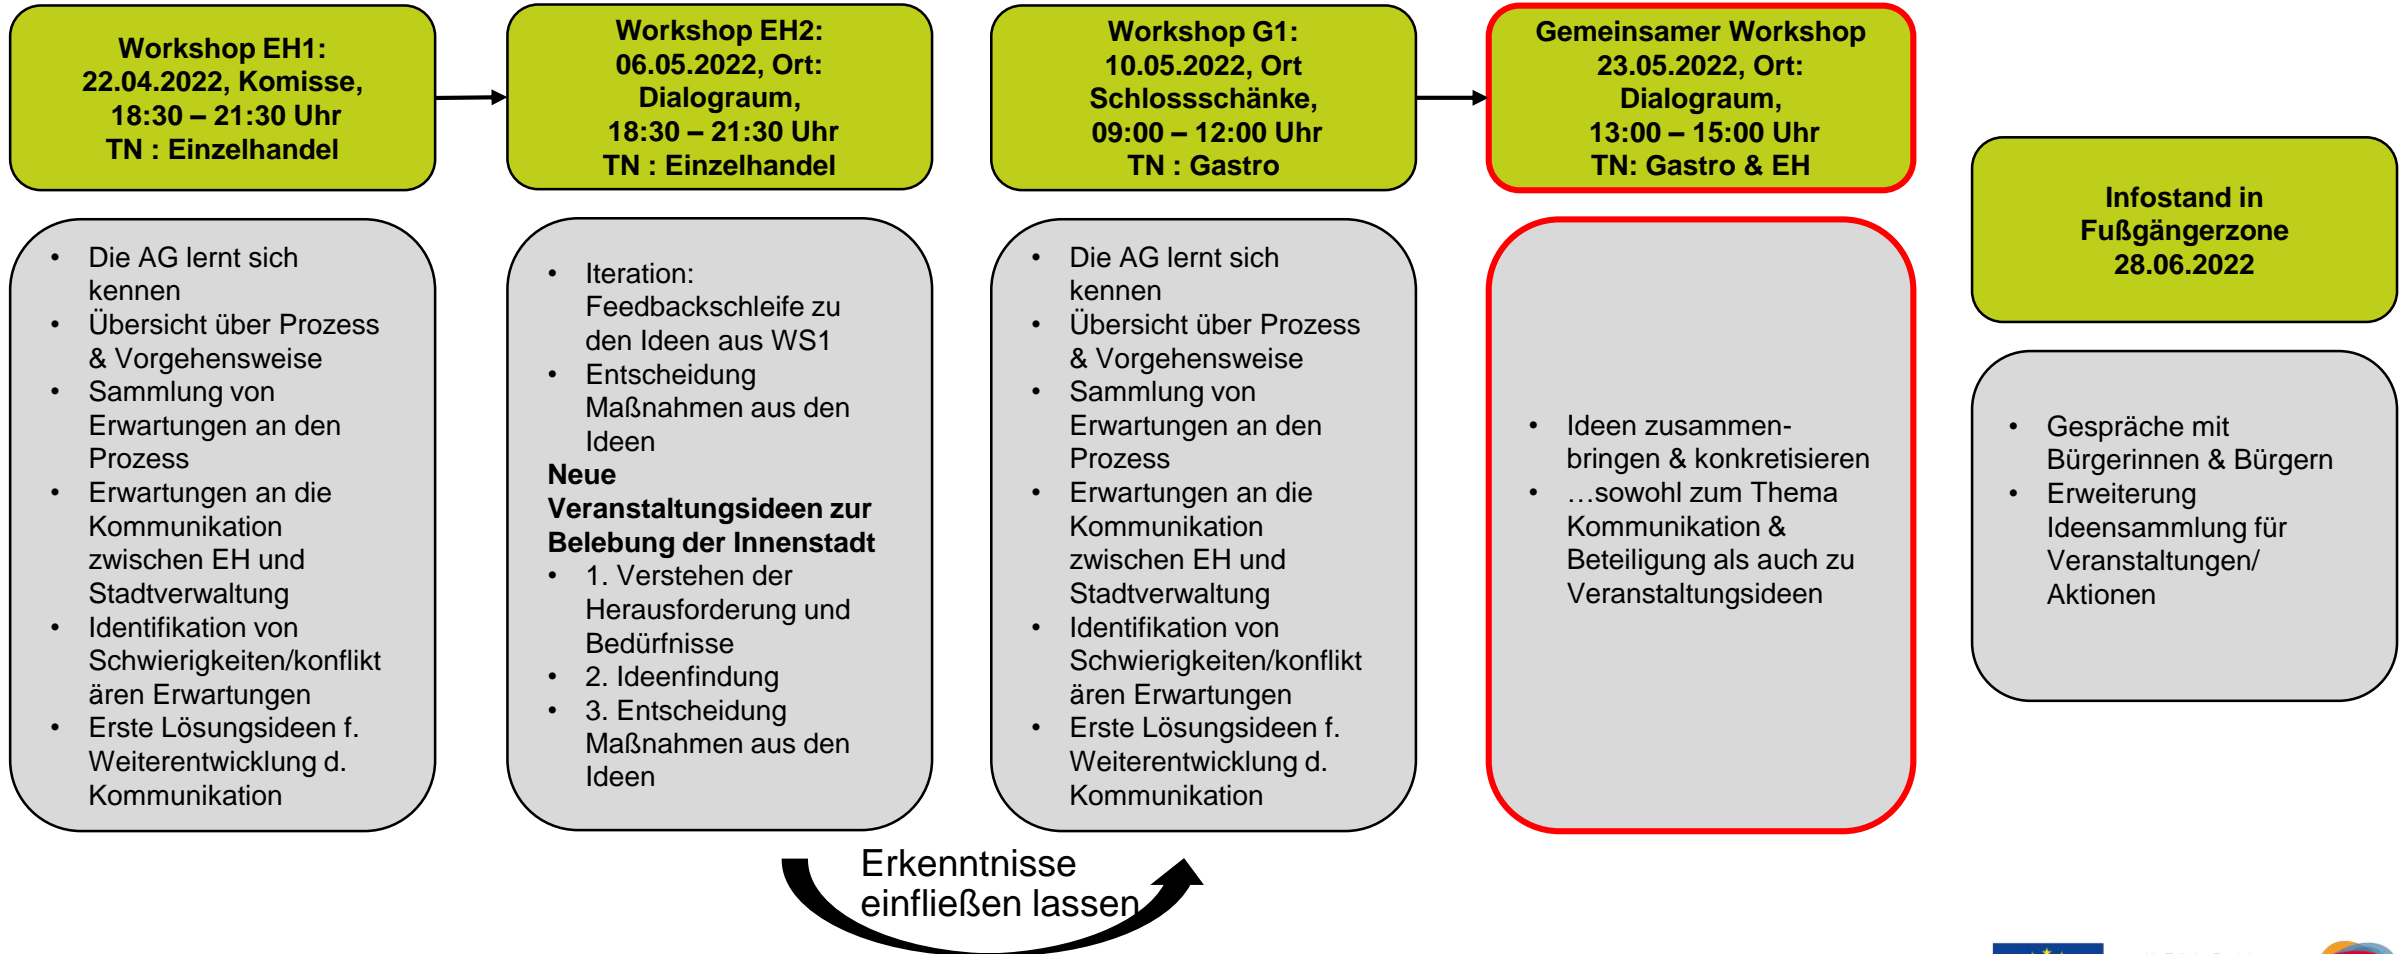 Workshop EH1:
22.04.2022, Komisse,
18:30 – 21:30 Uhr
TN : Einzelhandel
Workshop EH2:
06.05.2022, Ort:
Dialograum,
18:30 – 21:30 Uhr
TN : Einzelhandel
Workshop G1:
10.05.2022, Ort
Schlossschänke,
09:00 – 12:00 Uhr
TN : Gastro
Gemeinsamer Workshop
23.05.2022, Ort:
Dialograum,
13:00 – 15:00 Uhr
TN: Gastro & EH
Infostand in
Fußgängerzone
28.06.2022
• Die AG lernt sich
kennen
• Übersicht über Prozess
& Vorgehensweise
• Sammlung von
Erwartungen an den
Prozess
• Erwartungen an die
Kommunikation
zwischen EH und
Stadtverwaltung
• Identifikation von
Schwierigkeiten/konflikt
ären Erwartungen
• Erste Lösungsideen f.
Weiterentwicklung d.
Kommunikation
• Iteration:
Feedbackschleife zu
den Ideen aus WS1
• Entscheidung
Maßnahmen aus den
Ideen
Neue
Veranstaltungsideen zur
Belebung der Innenstadt
• 1. Verstehen der
Herausforderung und
Bedürfnisse
• 2. Ideenfindung
• 3. Entscheidung
Maßnahmen aus den
Ideen
• Die AG lernt sich
kennen
• Übersicht über Prozess
& Vorgehensweise
• Sammlung von
Erwartungen an den
Prozess
• Erwartungen an die
Kommunikation
zwischen EH und
Stadtverwaltung
• Identifikation von
Schwierigkeiten/konflikt
ären Erwartungen
• Erste Lösungsideen f.
Weiterentwicklung d.
Kommunikation
• Ideen zusammen-
bringen & konkretisieren
• …sowohl zum Thema
Kommunikation &
Beteiligung als auch zu
Veranstaltungsideen
• Gespräche mit
Bürgerinnen & Bürgern
• Erweiterung
Ideensammlung für
Veranstaltungen/
Aktionen
Erkenntnisse
einfließen lassen